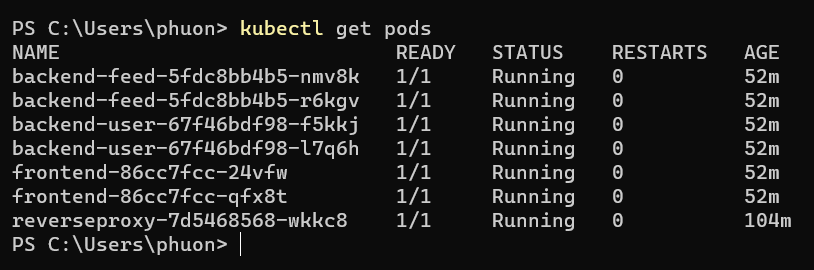 PS C:\Users\phuon> kubectl get pods
NAME READY STATUS RESTARTS AGE
backend-feed-5fdc8bb4b5-nmv8k 1/1 Running 0 52m
backend-feed-5fdc8bb4b5-r6kgv 1/1 Running 0 52m
backend-user-67f46bdf98-f5kkj 1/1 Running 0 52m
backend-user-67f46bdf98-l7q6h 1/1 Running 0 52m
frontend-86cc7fcc-24vfw 1/1 Running 0 52m
frontend-86cc7fcc-qfx8t 1/1 Running 0 52m
reverseproxy-7d5468568-wkkc8 1/1 Running 0 104m
PS C:\Users\phuon>